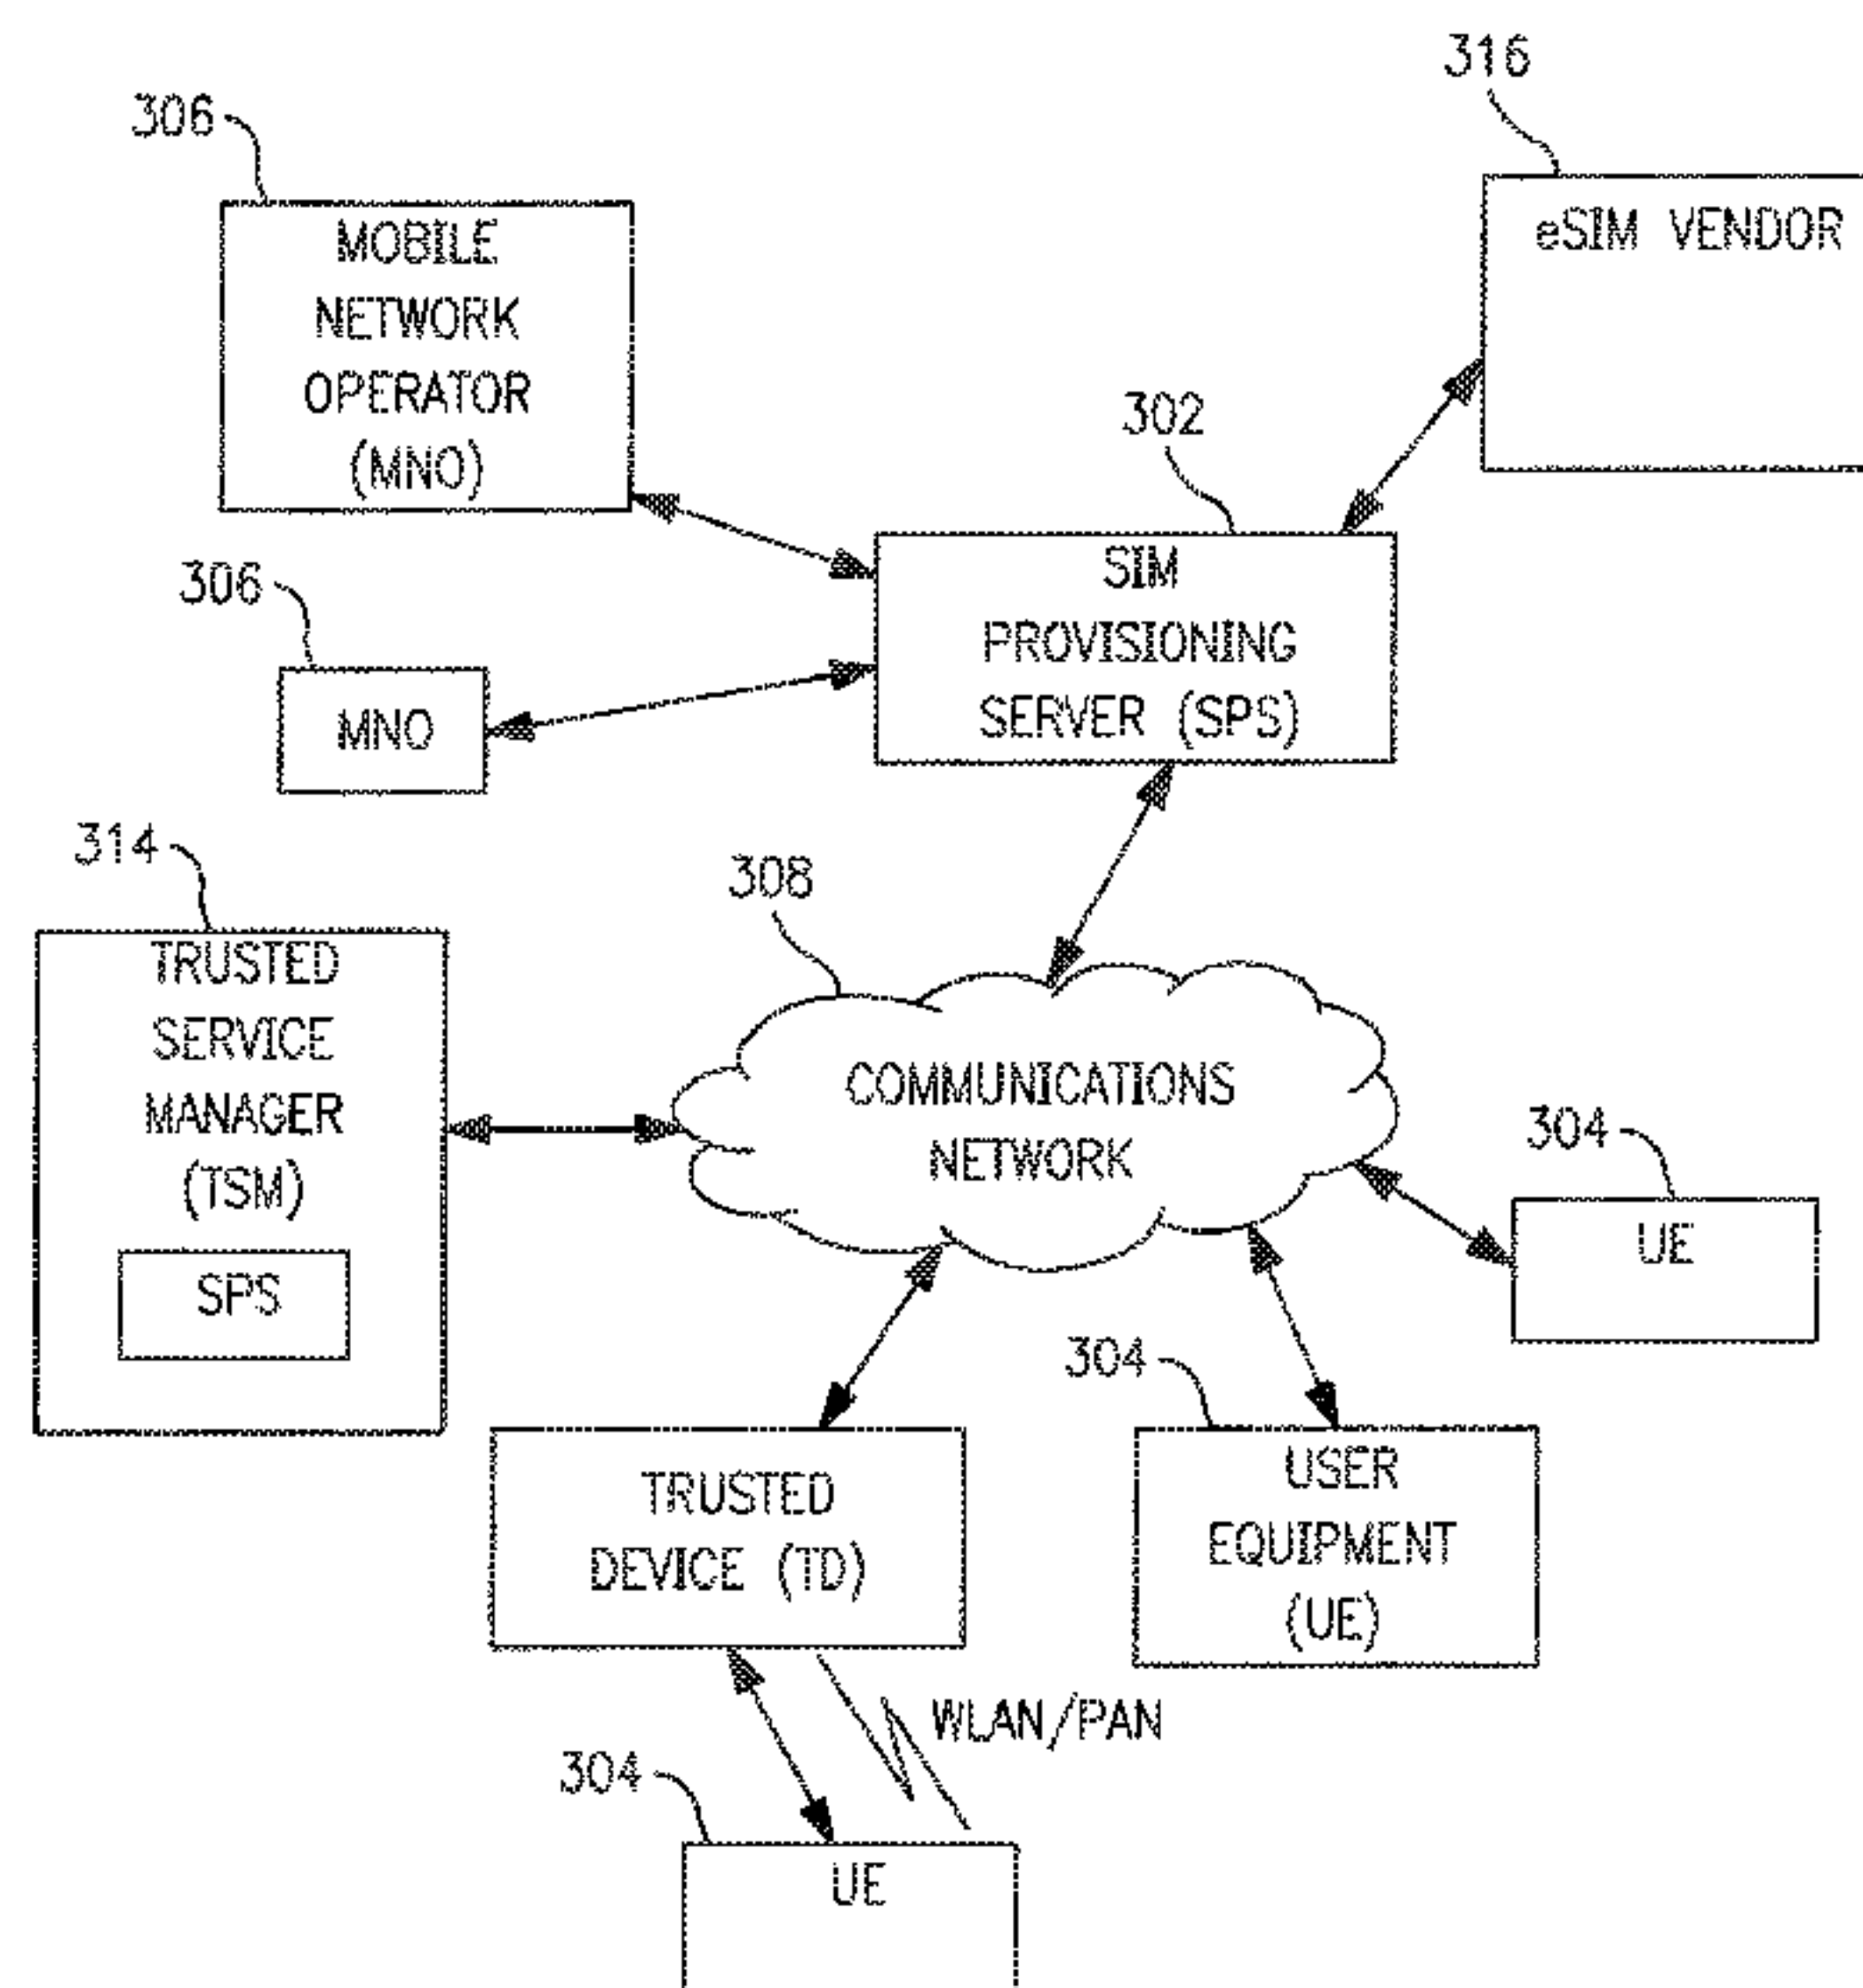 316
306
MOBILE
NETWORK
OPERATOR
(MNO)
eSIM VENDOR
302
SIM
PROVISIONING
SERVER (SPS)
306
MNO
314
TRUSTED
SERVICE
MANAGER
(TSM)
SPS
308
COMMUNICATIONS
NETWORK
304
UE
304
USER
EQUIPMENT
(UE)
TRUSTED
DEVICE (TD)
WLAN/PAN
304
UE